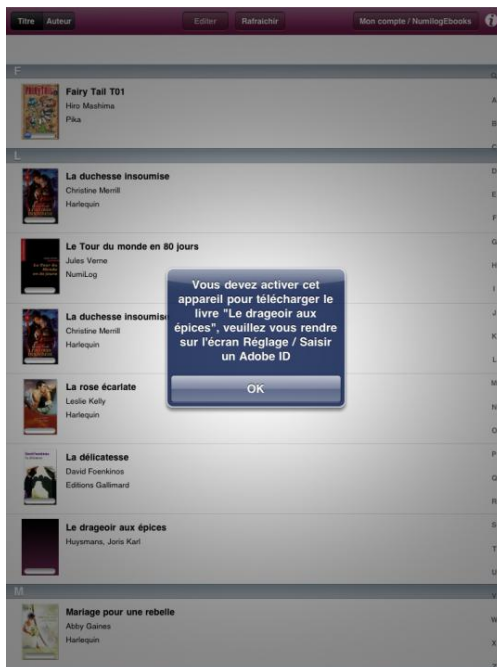 Titre Auteur Editer Rafraichir Mon compte / NumilogEbooks
F
Fairy Tail T01
Hiro Mashima
Pika
L
La duchesse insoumise
Christine Merrill
Harlequin
Le Tour du monde en 80 jours
Jules Verne
NumiLog
La duchesse insoumise
Christine Merrill
Harlequin
Vous devez activer cet
appareil pour télécharger le
livre "Le drageoir aux
épices", veuillez vous rendre
sur l'écran Réglage / Saisir
un Adobe ID
OK
La rose écarlate
Leslie Kelly
Harlequin
La délicatesse
David Foenkinos
Editions Gallimard
Le drageoir aux épices
Huysmans, Joris Karl
M
Mariage pour une rebelle
Abby Gaines
Harlequin
A
B
C
D
E
F
G
H
I
J
K
L
M
N
O
P
Q
R
S
T
U
V
W
X